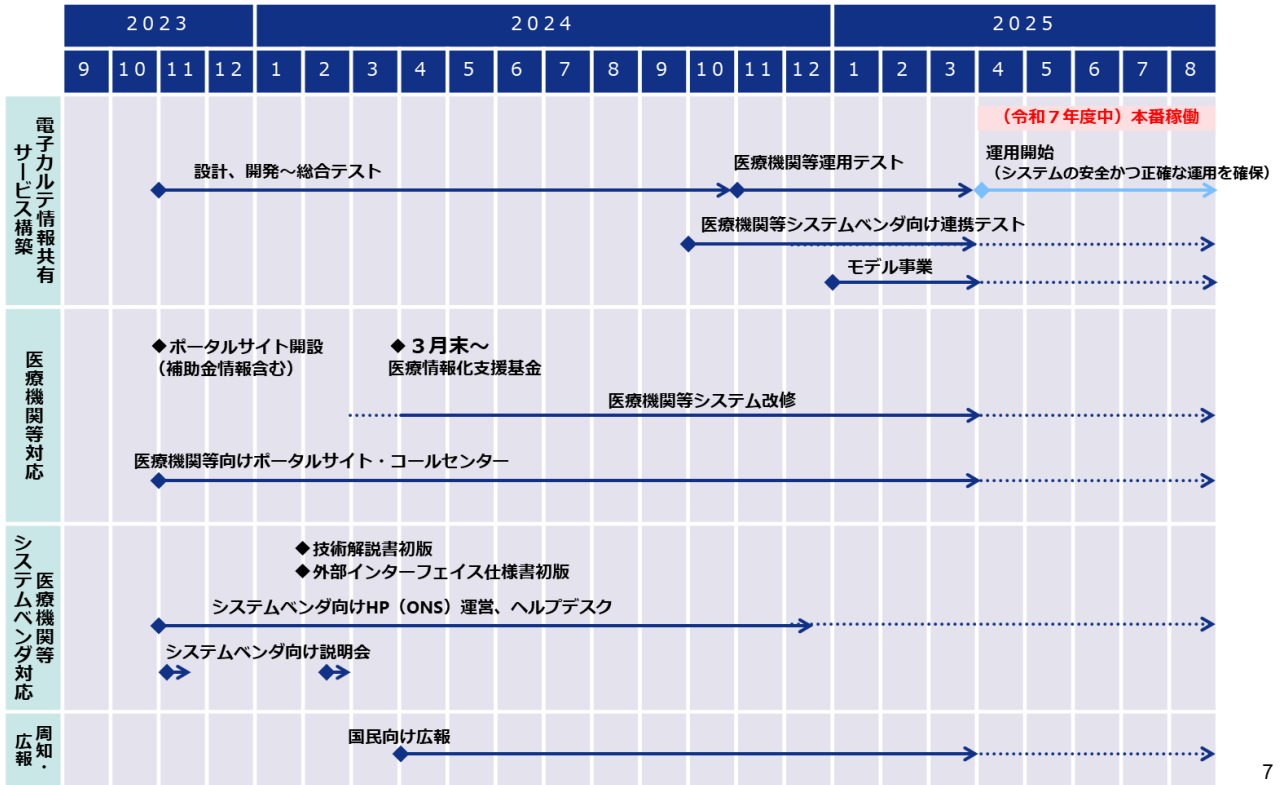 2023
2024
2025
9 10 11 12 1 2 3 4 5 6 7 8 9 10 11 12 1 2 3 4 5 6 7 8
電子カルテ情報共有
サービス構築
(令和7年度中)本番稼働
設計、開発~総合テスト
医療機関等運用テスト
運用開始
(システムの安全かつ正確な運用を確保)
医療機関等システムベンダ向け連携テスト
モデル事業
医療機関等対応
◆ポータルサイト開設
(補助金情報含む)
◆3月末~
医療情報化支援基金
医療機関等システム改修
医療機関等向けポータルサイト・コールセンター
医療機関等
システムベンダ対応
◆技術解説書初版
◆外部インターフェイス仕様書初版
システムベンダ向けHP(ONS)運営、ヘルプデスク
システムベンダ向け説明会
周知・
広報
国民向け広報
7